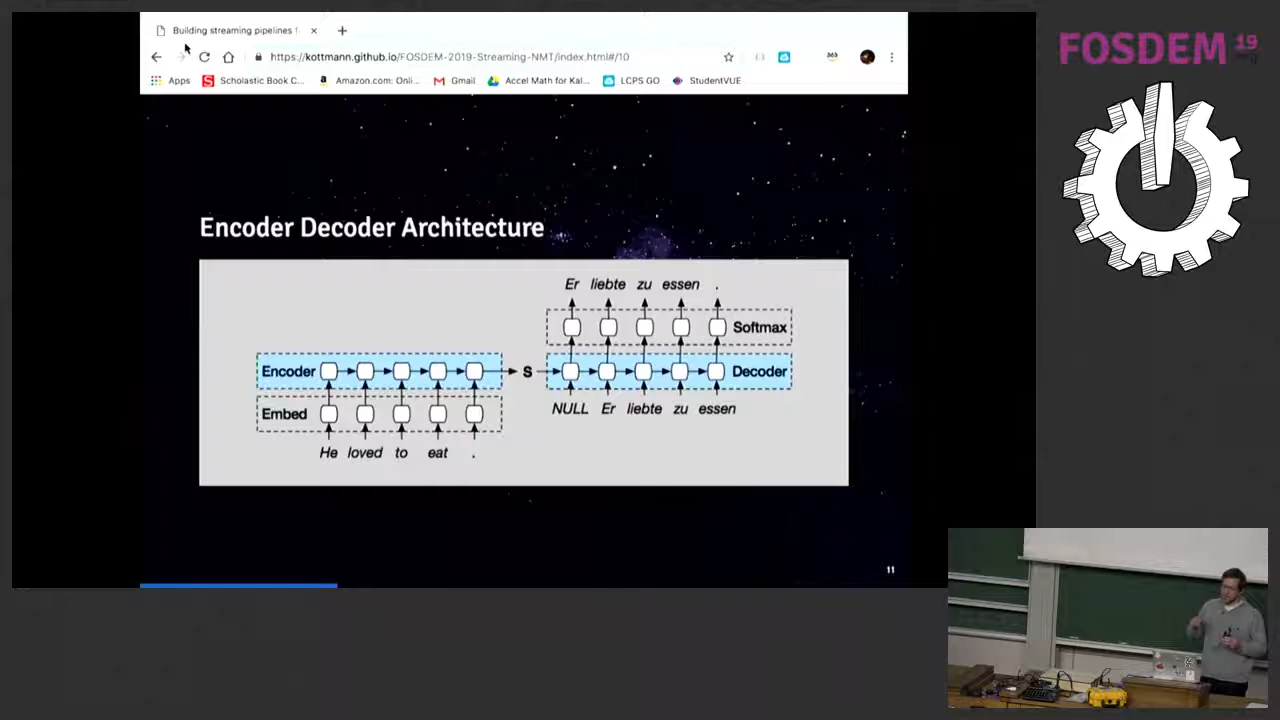 Building streaming pipelines f
https://kottmann.github.io/FOSDEM-2019-Streaming-NMT/index.html#/10
Apps Scholastic Book C... Amazon.com: Onli... Gmail Accel Math for Kal... LCPS GO StudentVUE
FOSDEM 19
Encoder Decoder Architecture
Er liebte zu essen .
Softmax
Encoder S Decoder
Embed NULL Er liebte zu essen
He loved to eat .
11